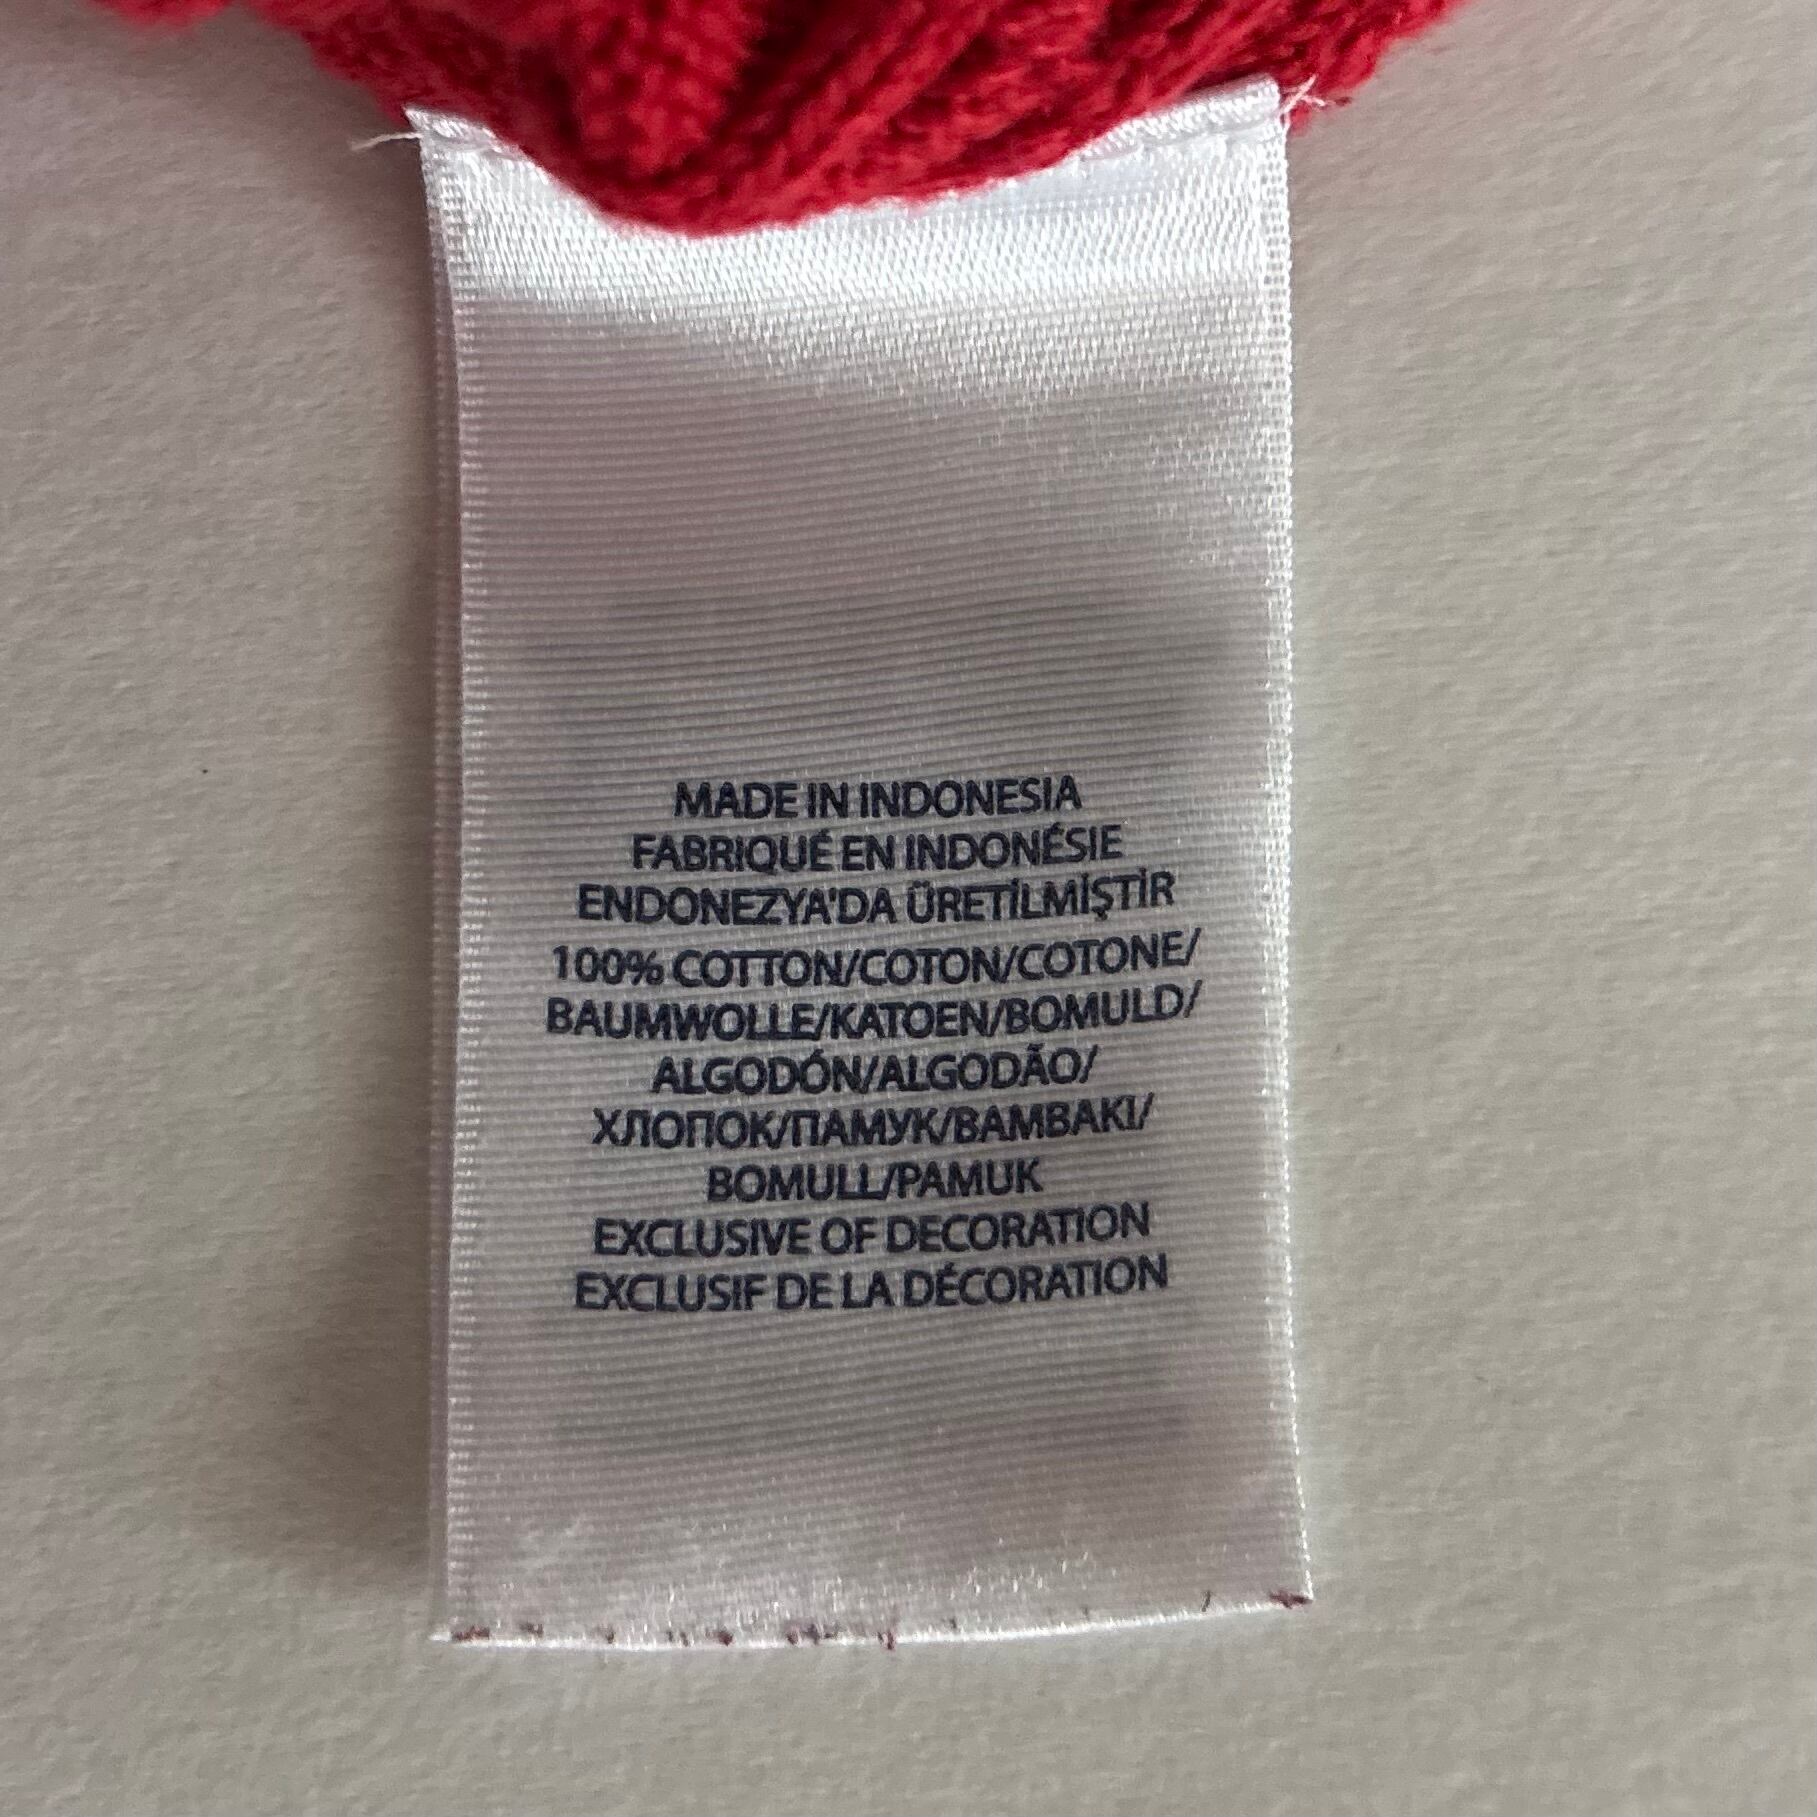 MADE IN INDONESIA
FABRIQUÉ EN INDONÉSIE
ENDONEZYA'DA ÜRETİLMİŞTİR
100% COTTON/COTON/COTONE/
BAUMWOLLE/KATOEN/BOMULD/
ALGODÓN/ALGODÃO/
ХЛОПОК/ПАМУК/BAMBAKI/
BOMULL/PAMUK
EXCLUSIVE OF DECORATION
EXCLUSIF DE LA DÉCORATION